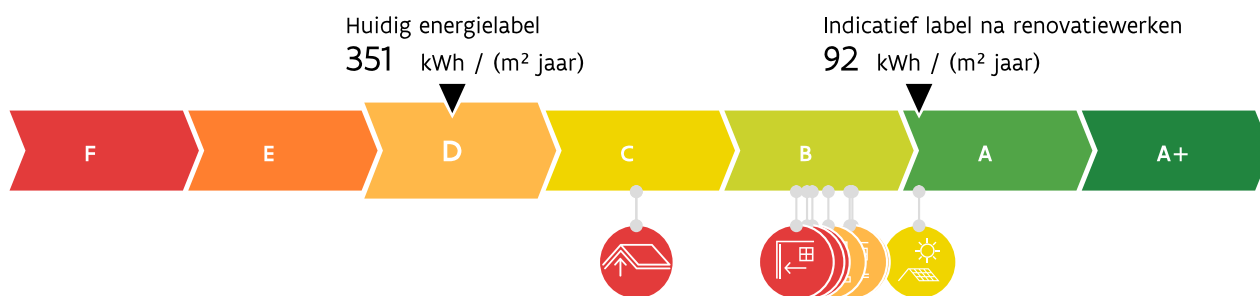 Huidig energielabel
351 kWh / (m² jaar)
Indicatief label na renovatiewerken
92 kWh / (m² jaar)
F E D C B A A+